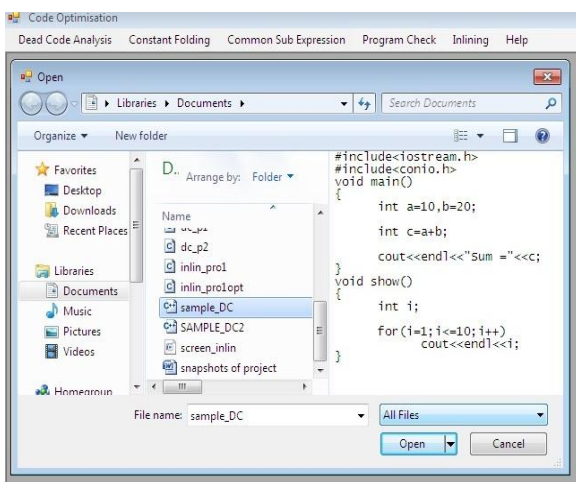 Code Optimisation
Dead Code Analysis Constant Folding Common Sub Expression Program Check Inlining Help
Open
Libraries Documents Search Documents
Organize New folder
Favorites
Desktop
Downloads
Recent Places
Libraries
Documents
Music
Pictures
Videos
Homegroup
D.. Arrange by: Folder
Name
dc_p1
dc_p2
inlin_pro1
inlin_pro1opt
sample_DC
SAMPLE_DC2
screen_inlin
snapshots of project
#include<iostream.h>
#include<conio.h>
void main()
{
int a=10,b=20;
int c=a+b;
cout<<endl<<"Sum ="<<c;
}
void show()
{
int i;
for(i=1;i<=10;i++)
cout<<endl<<i;
}
File name: sample_DC All Files
Open Cancel